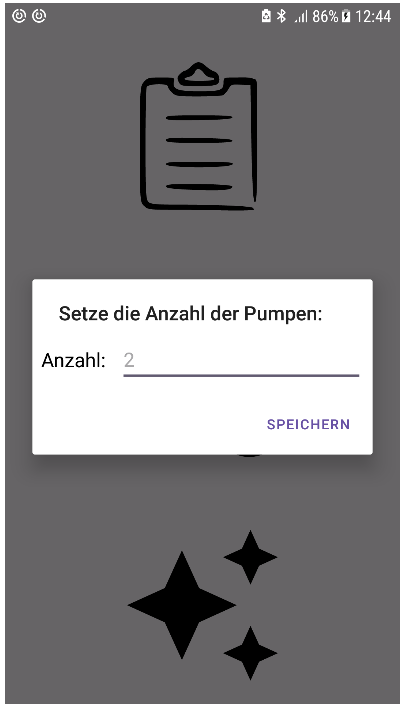 86% 12:44
Setze die Anzahl der Pumpen:
Anzahl: 2
SPEICHERN